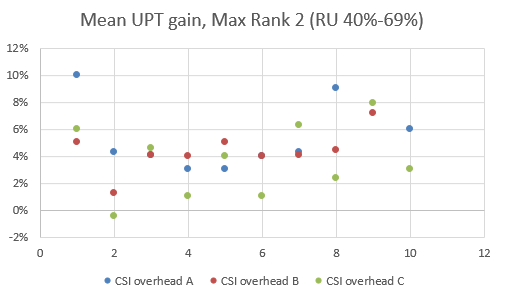 Mean UPT gain, Max Rank 2 (RU 40%-69%)
12%
10%
8%
6%
4%
2%
0%
-2%
0 2 4 6 8 10 12
CSI overhead A CSI overhead B CSI overhead C